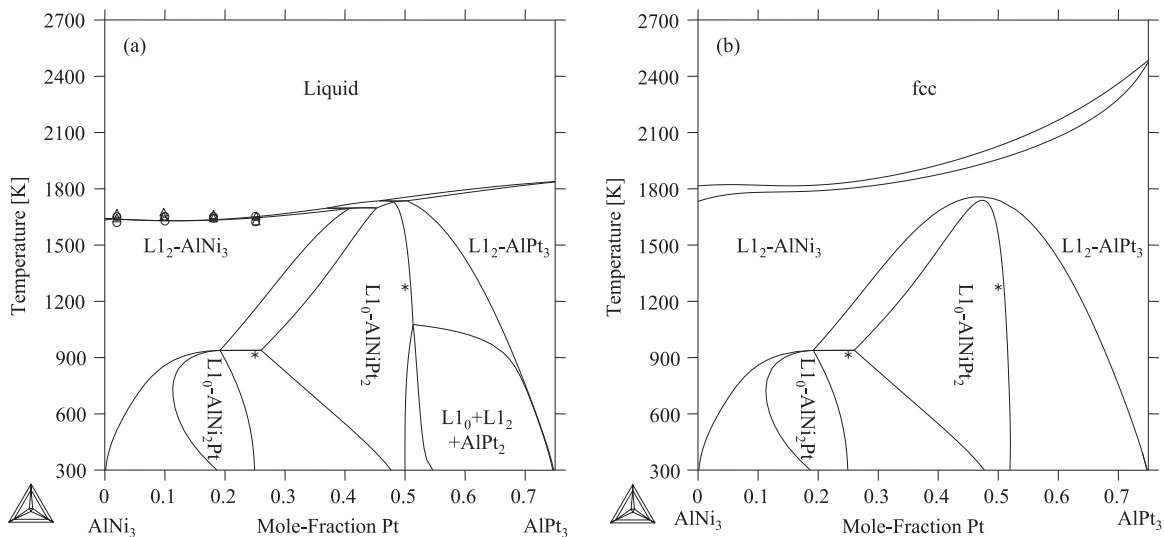 (a)
2700
2400
2100
1800
1500
1200
900
600
300
Temperature [K]
Liquid
L1₂-AlNi₃
L1₂-AlPt₃
L1₀-AlNiPt₂
L1₀-AlNi₂Pt
L1₀+L1₂
+AlPt₂
0 0.1 0.2 0.3 0.4 0.5 0.6 0.7
AlNi₃ Mole-Fraction Pt AlPt₃
(b)
2700
2400
2100
1800
1500
1200
900
600
300
Temperature [K]
fcc
L1₂-AlNi₃
L1₂-AlPt₃
L1₀-AlNiPt₂
L1₀-AlNi₂Pt
0 0.1 0.2 0.3 0.4 0.5 0.6 0.7
AlNi₃ Mole-Fraction Pt AlPt₃